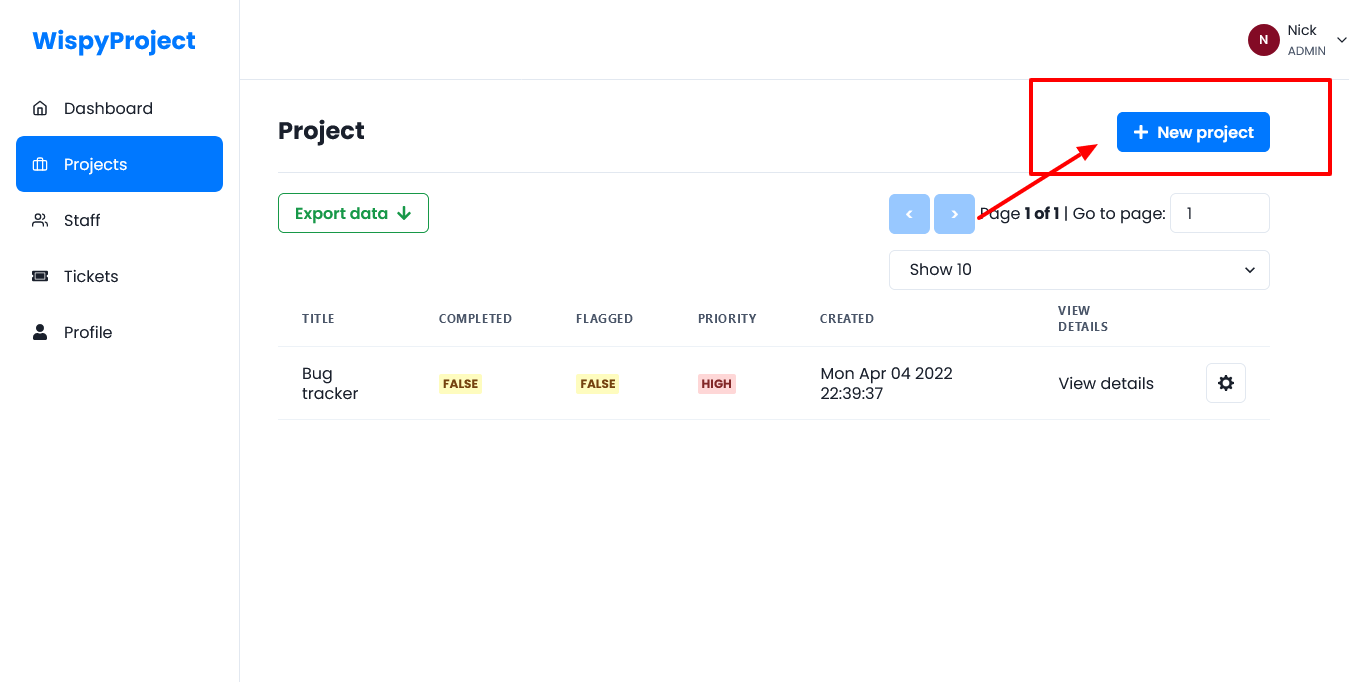 WispyProject
N
Nick
ADMIN
Dashboard
Projects
Staff
Tickets
Profile
Project
+ New project
Export data ↓
< > Page 1 of 1 | Go to page: 1
Show 10
TITLE COMPLETED FLAGGED PRIORITY CREATED VIEW
DETAILS
Bug
tracker
FALSE FALSE HIGH
Mon Apr 04 2022
22:39:37
View details